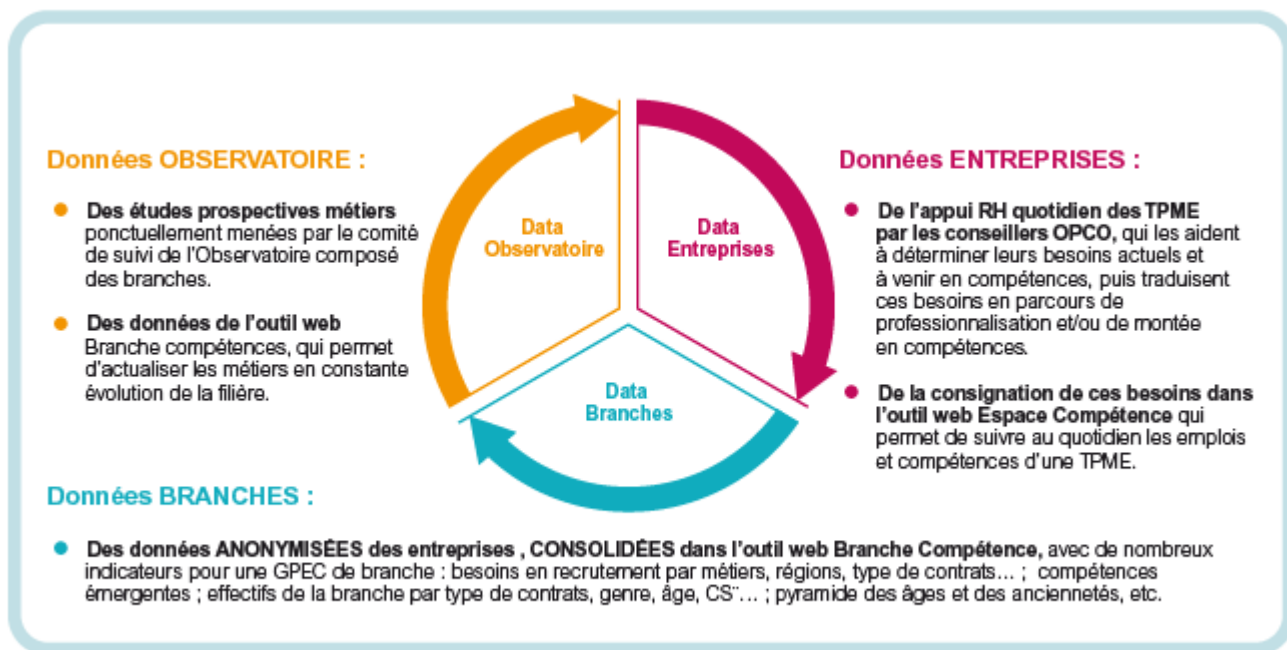 Données OBSERVATOIRE :
Des études prospectives métiers
ponctuellement menées par le comité
de suivi de l'Observatoire composé
des branches.
Des données de l'outil web
Branche compétences, qui permet
d'actualiser les métiers en constante
évolution de la filière.
Data
Observatoire
Data
Entreprises
Data
Branches
Données ENTREPRISES :
De l'appui RH quotidien des TPME
par les conseillers OPCO, qui les aident
à déterminer leurs besoins actuels et
à venir en compétences, puis traduisent
ces besoins en parcours de
professionnalisation et/ou de montée
en compétences.
De la consignation de ces besoins dans
l'outil web Espace Compétence qui
permet de suivre au quotidien les emplois
et compétences d'une TPME.
Données BRANCHES :
Des données ANONYMISÉES des entreprises , CONSOLIDÉES dans l'outil web Branche Compétence, avec de nombreux
indicateurs pour une GPEC de branche : besoins en recrutement par métiers, régions, type de contrats... ; compétences
émergentes ; effectifs de la branche par type de contrats, genre, âge, CS¨... ; pyramide des âges et des anciennetés, etc.